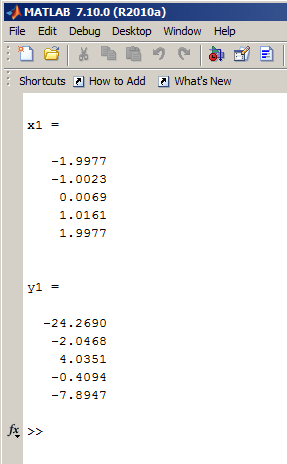 MATLAB 7.10.0 (R2010a)
File Edit Debug Desktop Window Help
Shortcuts How to Add What's New
x1 =
-1.9977
-1.0023
0.0069
1.0161
1.9977
y1 =
-24.2690
-2.0468
4.0351
-0.4094
-7.8947
fx >>